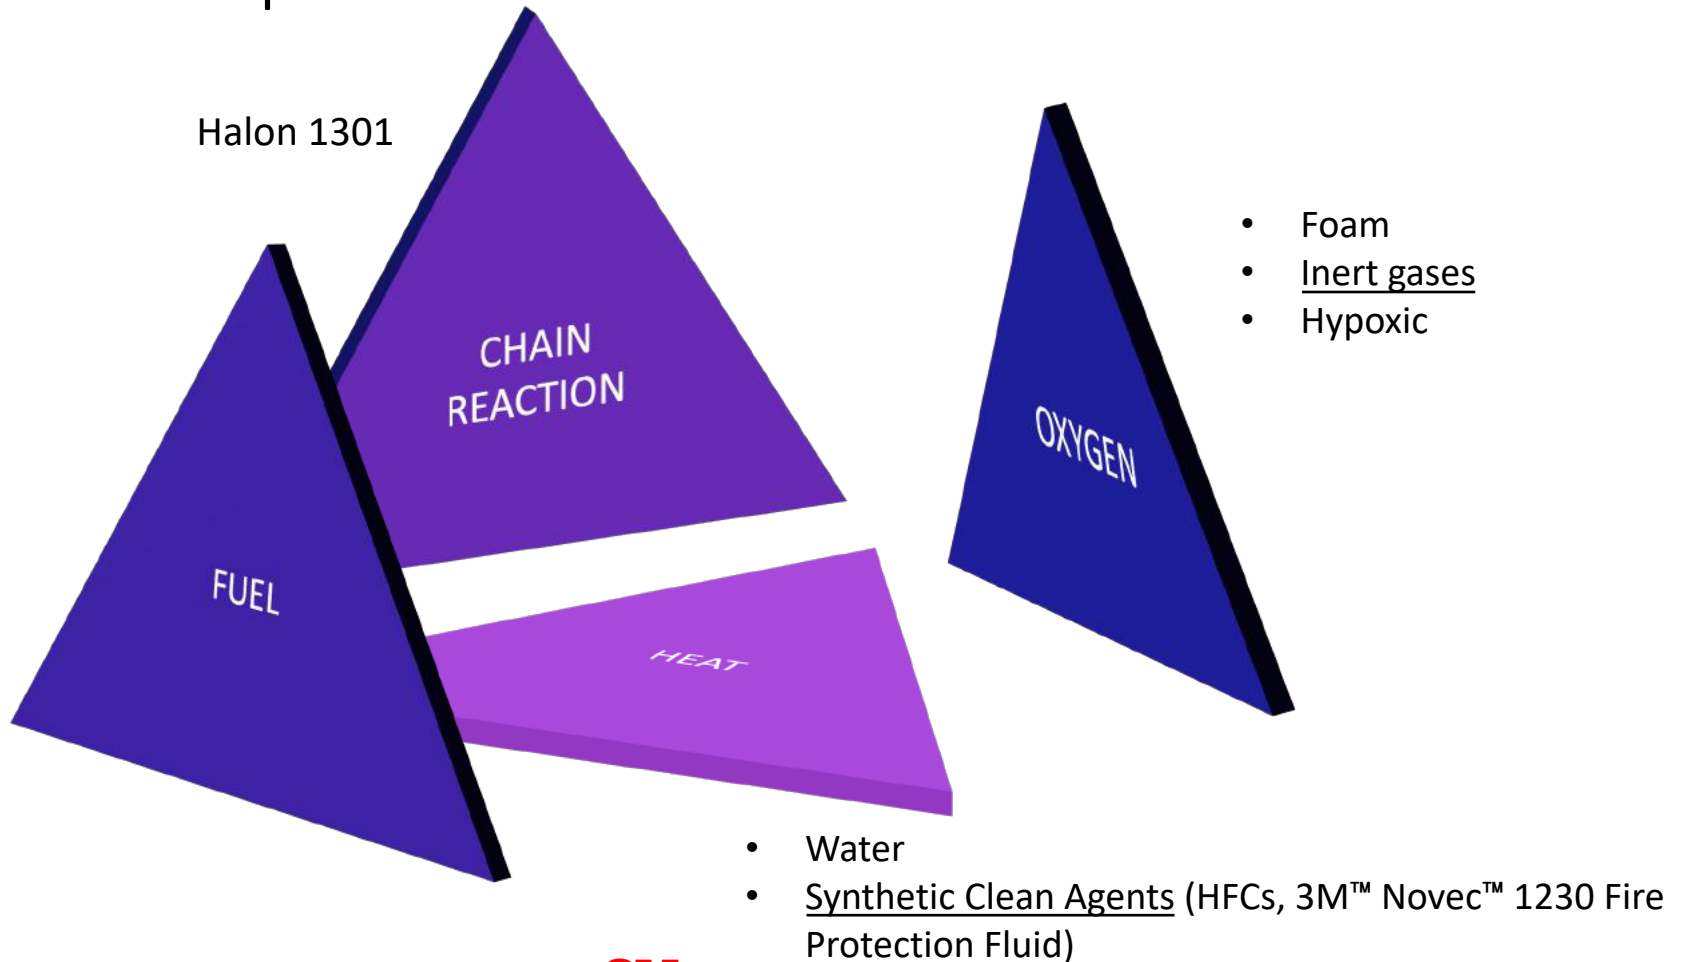 Halon 1301
CHAIN
REACTION
FUEL
HEAT
OXYGEN
• Foam
• Inert gases
• Hypoxic
• Water
• Synthetic Clean Agents (HFCs, 3M™ Novec™ 1230 Fire
Protection Fluid)